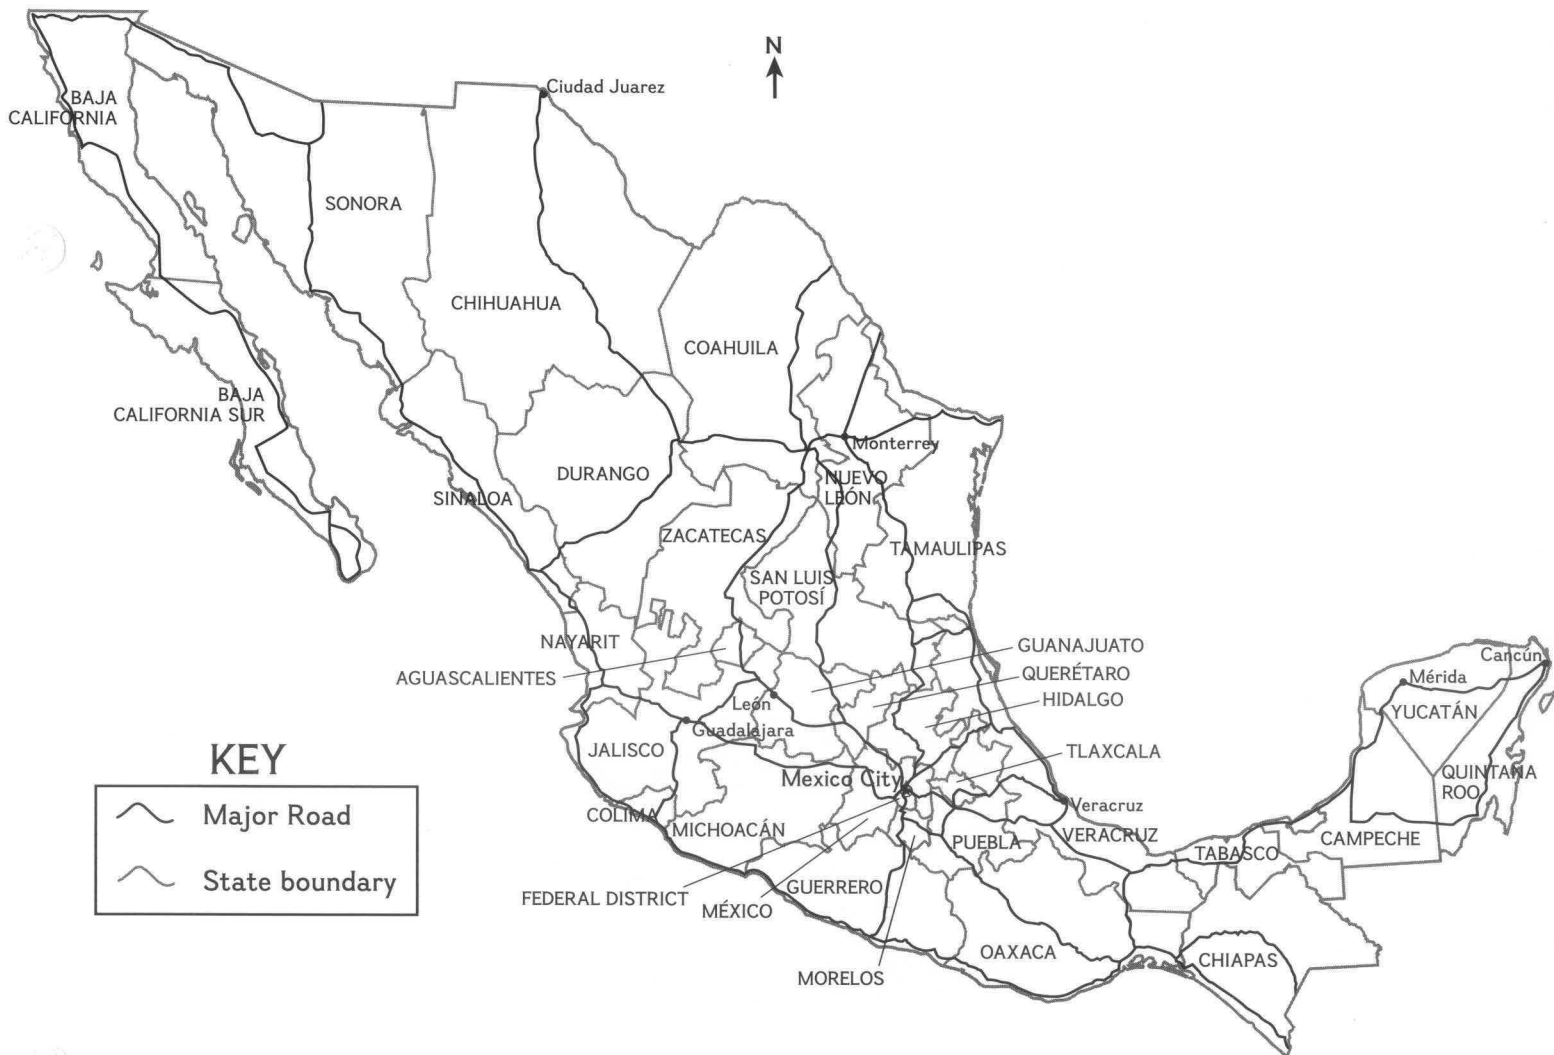 N
Ciudad Juarez
BAJA
CALIFORNIA
SONORA
CHIHUAHUA
COAHUILA
BAJA
CALIFORNIA SUR
Monterrey
DURANGO
NUEVO
LEÓN
SINALOA
ZACATECAS
TAMAULIPAS
SAN LUIS
POTOSÍ
NAYARIT
GUANAJUATO
AGUASCALIENTES
QUERÉTARO
HIDALGO
Cancún
Mérida
YUCATÁN
León
Guadalajara
JALISCO
TLAXCALA
QUINTANA
ROO
Mexico City
Veracruz
COLIMA
MICHOACÁN
PUEBLA
VERACRUZ
TABASCO
CAMPECHE
GUERRERO
FEDERAL DISTRICT
MÉXICO
OAXACA
CHIAPAS
MORELOS
KEY
Major Road
State boundary